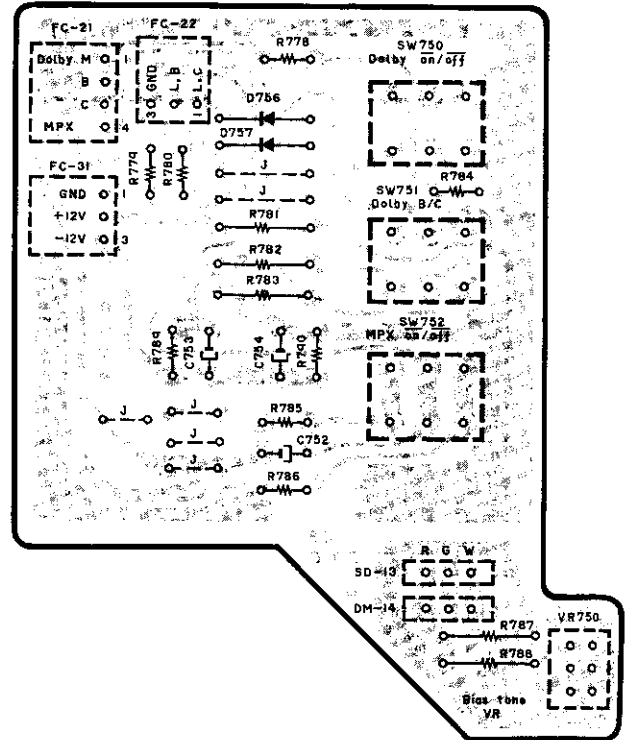 FC-21
Dolby M 1
B
C
MPX 4
FC-22
3 GND
L,B
1 L,C
R778
D756
D757
SW750
Dolby on/off
FC-31
GND 1
+12V
-12V 3
R779
R780
J
J
R781
R782
R783
R784
SW751
Dolby B/C
SW752
MPX on/off
R789
C753
C754
R790
J
J
J
J
R785
C752
R786
R G W
SD-13
DM-14
R787
R788
VR750
Bias tone
VR